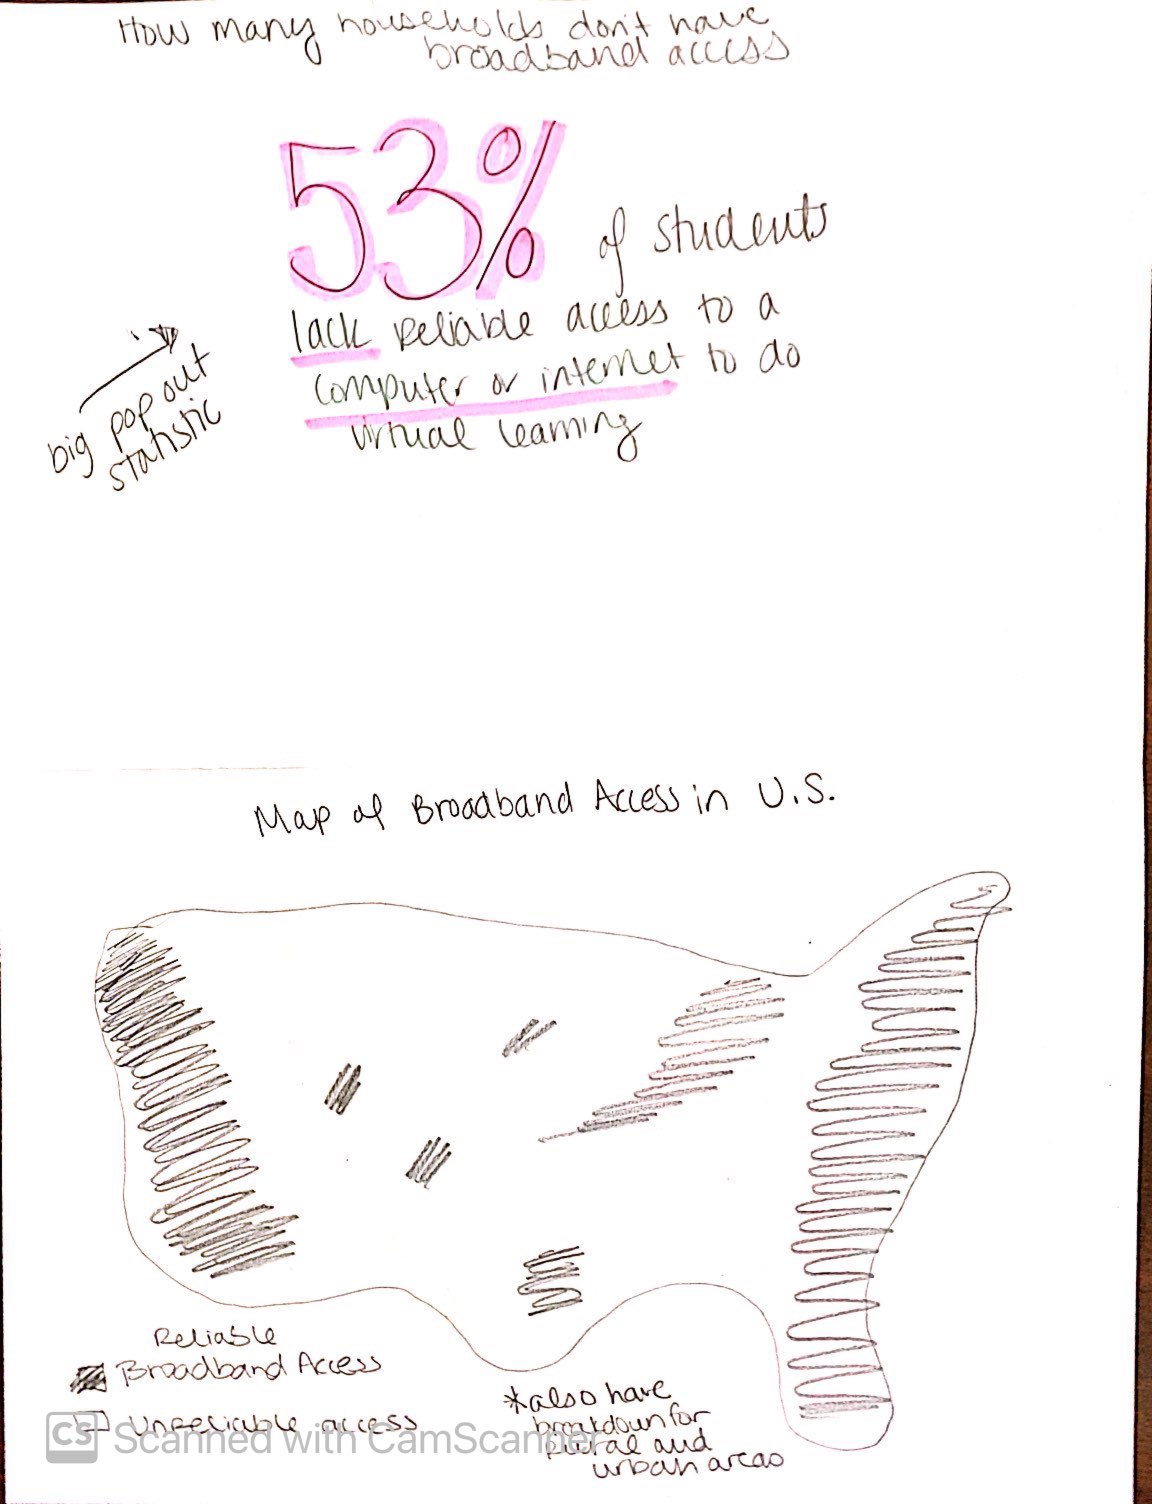 How many households don't have
broadband access
53% of students
lack reliable access to a
computer or internet to do
virtual learning
big pop out
statistic
Map of Broadband Access in U.S.
Reliable
Broadband Access
Unreliable access
*also have
breakdown for
rural and
urban areas
CS Scanned with CamScanner